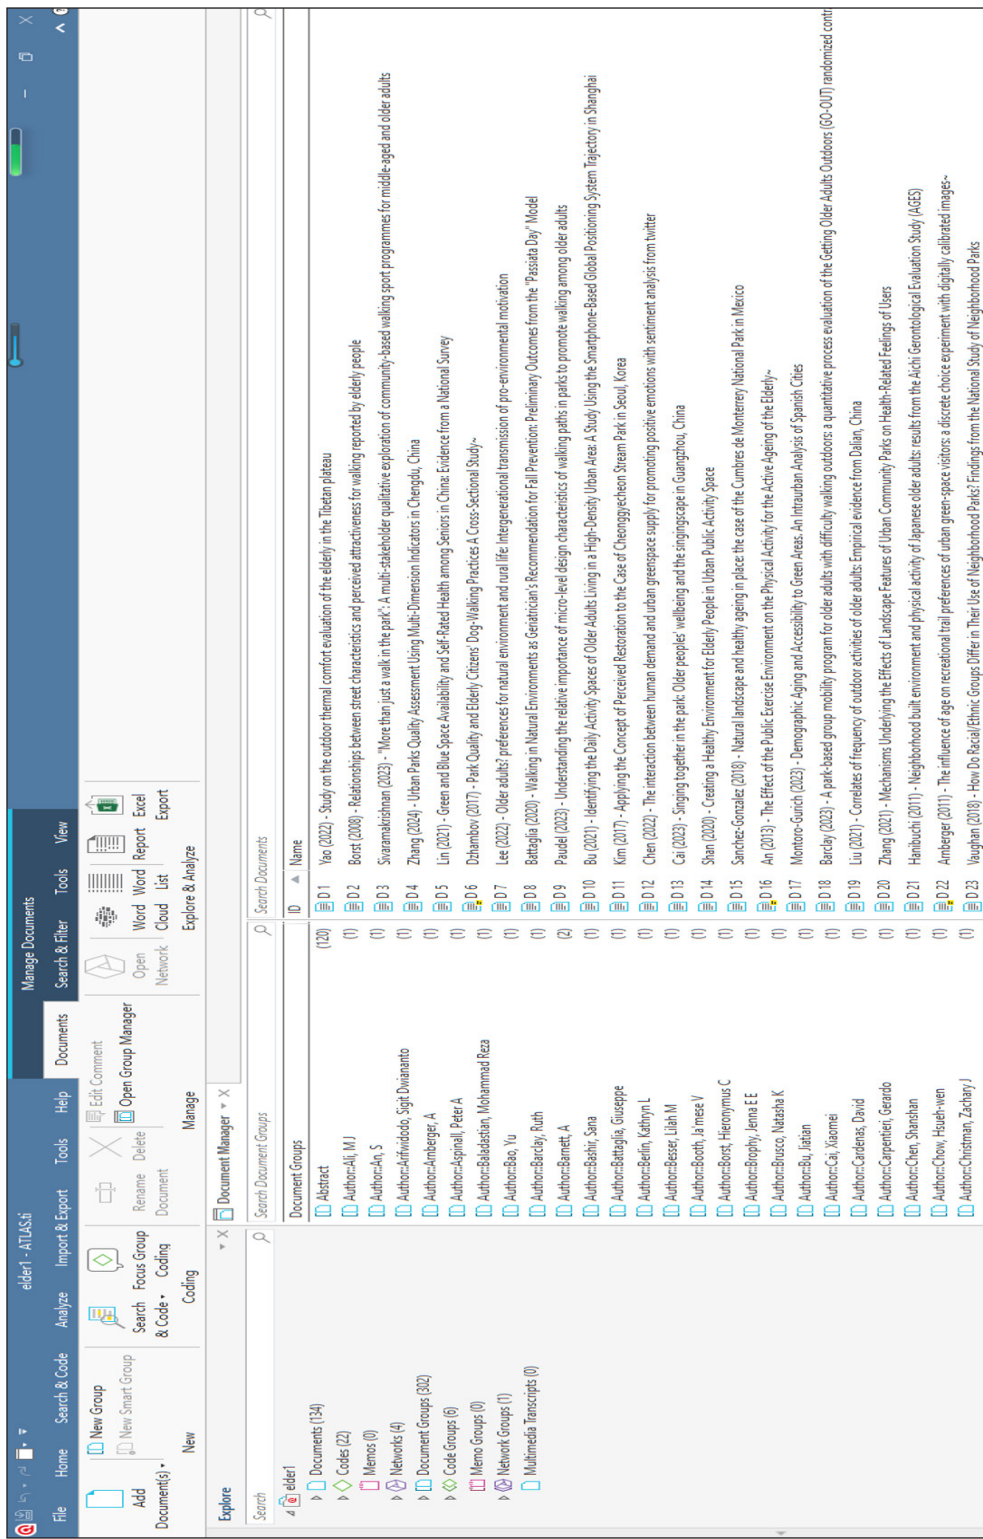 elder1 - ATLAS.ti
Manage Documents
File Home Search & Code Analyze Import & Export Tools Help Documents Search & Filter Tools View
Add
Document(s)
New Group
New Smart Group
New
Search
& Code
Focus Group
Coding
Coding
Rename
Delete
Document
Edit Comment
Open Group Manager
Manage
Open
Network
Word
Cloud
Word
List
Report
Excel
Export
Explore & Analyze
Explore
Search
elder1
Documents (134)
Codes (22)
Memos (0)
Networks (4)
Document Groups (302)
Code Groups (6)
Memo Groups (0)
Network Groups (1)
Multimedia Transcripts (0)
Document Manager
Search Document Groups
Document Groups
Abstract (120)
Author::Ali, M J (1)
Author::An, S (1)
Author::Arifwidodo, Sigit Dwiananto (1)
Author::Arnberger, A (1)
Author::Aspinall, Peter A (1)
Author::Baladastian, Mohammad Reza (1)
Author::Bao, Yu (1)
Author::Barclay, Ruth (1)
Author::Barnett, A (2)
Author::Bashir, Sana (1)
Author::Battaglia, Giuseppe (1)
Author::Berlin, Kathryn L (1)
Author::Besser, Lilah M (1)
Author::Booth, Ja'mese V (1)
Author::Borst, Hieronymus C (1)
Author::Brophy, Jenna E E (1)
Author::Brusco, Natasha K (1)
Author::Bu, Jiatian (1)
Author::Cai, Xiaomei (1)
Author::Cardenas, David (1)
Author::Carpentieri, Gerardo (1)
Author::Chen, Shanshan (1)
Author::Chow, Hsueh-wen (1)
Author::Christman, Zachary J (1)
Search Documents
ID Name
D 1 Yao (2022) - Study on the outdoor thermal comfort evaluation of the elderly in the Tibetan plateau
D 2 Borst (2008) - Relationships between street characteristics and perceived attractiveness for walking reported by elderly people
D 3 Sivaramakrishnan (2023) - "More than just a walk in the park": A multi-stakeholder qualitative exploration of community-based walking sport programmes for middle-aged and older adults
D 4 Zhang (2024) - Urban Parks Quality Assessment Using Multi-Dimension Indicators in Chengdu, China
D 5 Lin (2021) - Green and Blue Space Availability and Self-Rated Health among Seniors in China: Evidence from a National Survey
D 6 Dzhambov (2017) - Park Quality and Elderly Citizens' Dog-Walking Practices A Cross-Sectional Study~
D 7 Lee (2022) - Older adults? preferences for natural environment and rural life: Intergenerational transmission of pro-environmental motivation
D 8 Battaglia (2020) - Walking in Natural Environments as Geriatrician's Recommendation for Fall Prevention: Preliminary Outcomes from the "Passiata Day" Model
D 9 Paudel (2023) - Understanding the relative importance of micro-level design characteristics of walking paths in parks to promote walking among older adults
D 10 Bu (2021) - Identifying the Daily Activity Spaces of Older Adults Living in a High-Density Urban Area: A Study Using the Smartphone-Based Global Positioning System Trajectory in Shanghai
D 11 Kim (2017) - Applying the Concept of Perceived Restoration to the Case of Cheonggyecheon Stream Park in Seoul, Korea
D 12 Chen (2022) - The interaction between human demand and urban greenspace supply for promoting positive emotions with sentiment analysis from twitter
D 13 Cai (2023) - Singing together in the park: Older peoples' wellbeing and the singingscape in Guangzhou, China
D 14 Shan (2020) - Creating a Healthy Environment for Elderly People in Urban Public Activity Space
D 15 Sanchez-Gonzalez (2018) - Natural landscape and healthy ageing in place: the case of the Cumbres de Monterrery National Park in Mexico
D 16 An (2013) - The Effect of the Public Exercise Environment on the Physical Activity for the Active Ageing of the Elderly~
D 17 Montoro-Gurich (2023) - Demographic Aging and Accessibility to Green Areas. An Intraurban Analysis of Spanish Cities
D 18 Barclay (2023) - A park-based group mobility program for older adults with difficulty walking outdoors: a quantitative process evaluation of the Getting Older Adults Outdoors (GO-OUT) randomized contr
D 19 Liu (2021) - Correlates of frequency of outdoor activities of older adults: Empirical evidence from Dalian, China
D 20 Zhang (2021) - Mechanisms Underlying the Effects of Landscape Features of Urban Community Parks on Health-Related Feelings of Users
D 21 Hanibuchi (2011) - Neighborhood built environment and physical activity of Japanese older adults: results from the Aichi Gerontological Evaluation Study (AGES)
D 22 Arnberger (2011) - The influence of age on recreational trail preferences of urban green-space visitors: a discrete choice experiment with digitally calibrated images~
D 23 Vaughan (2018) - How Do Racial/Ethnic Groups Differ in Their Use of Neighborhood Parks? Findings from the National Study of Neighborhood Parks